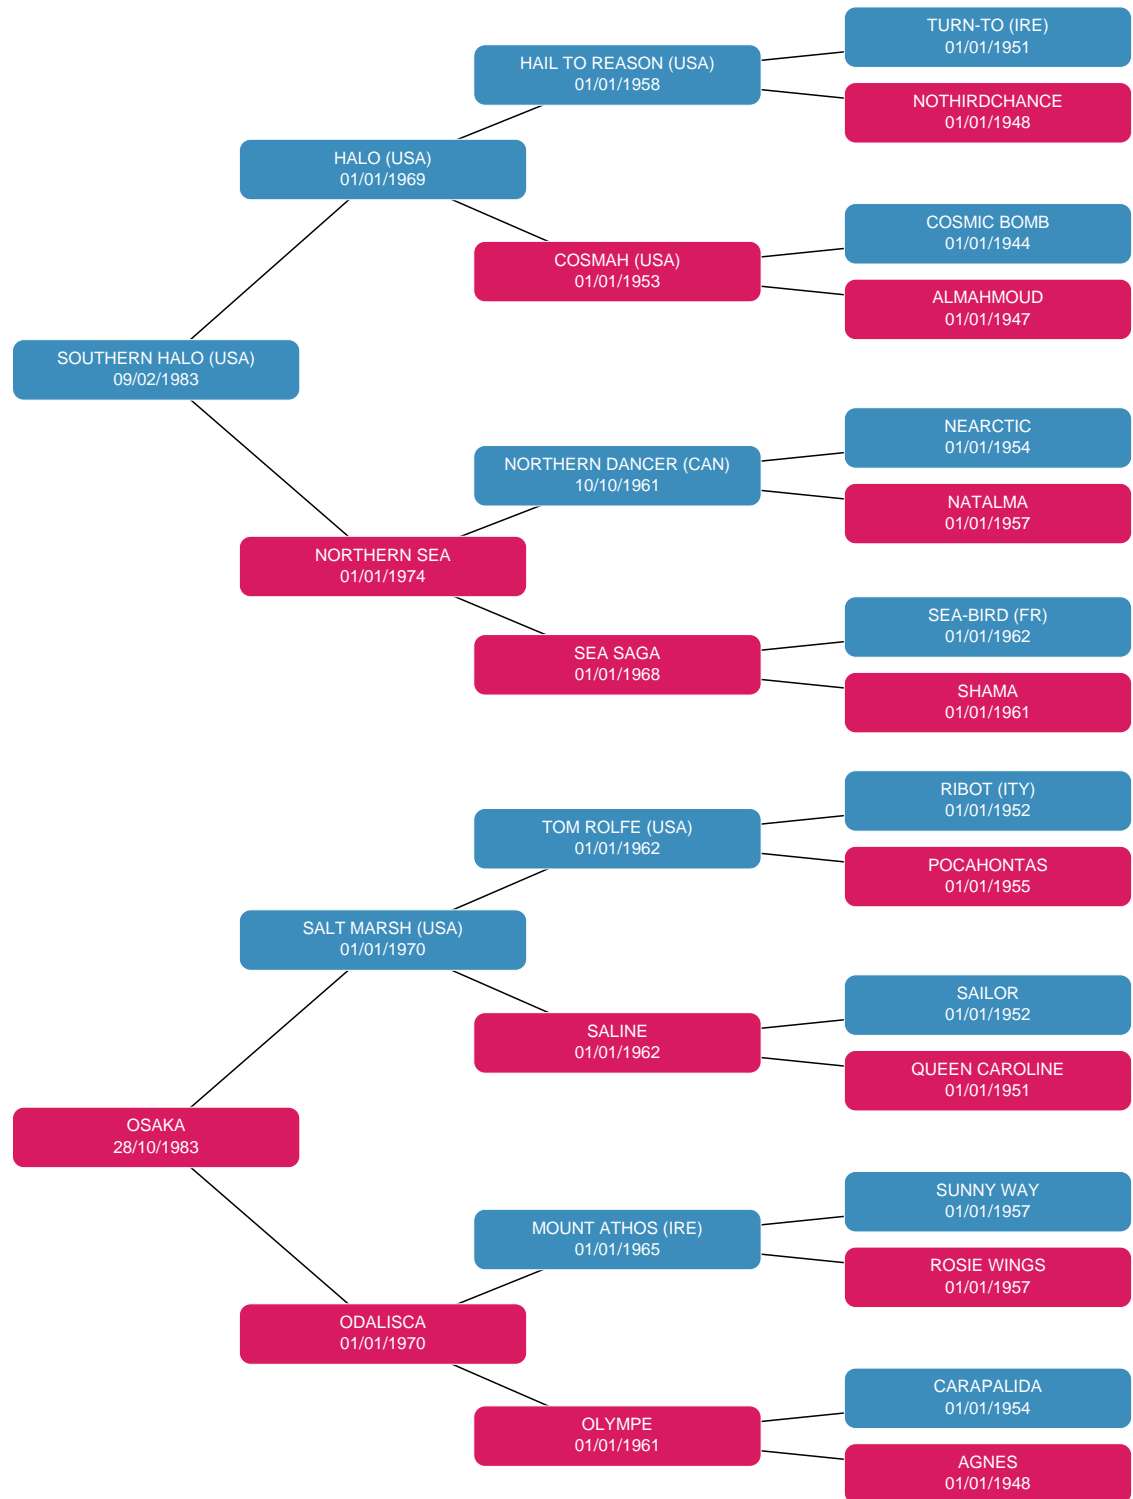 TURN-TO (IRE)
01/01/1951
HAIL TO REASON (USA)
01/01/1958
NOTHIRDCHANCE
01/01/1948
HALO (USA)
01/01/1969
COSMIC BOMB
01/01/1944
COSMAH (USA)
01/01/1953
ALMAHMOUD
01/01/1947
SOUTHERN HALO (USA)
09/02/1983
NEARCTIC
01/01/1954
NORTHERN DANCER (CAN)
10/10/1961
NATALMA
01/01/1957
NORTHERN SEA
01/01/1974
SEA-BIRD (FR)
01/01/1962
SEA SAGA
01/01/1968
SHAMA
01/01/1961
RIBOT (ITY)
01/01/1952
TOM ROLFE (USA)
01/01/1962
POCAHONTAS
01/01/1955
SALT MARSH (USA)
01/01/1970
SAILOR
01/01/1952
SALINE
01/01/1962
QUEEN CAROLINE
01/01/1951
OSAKA
28/10/1983
SUNNY WAY
01/01/1957
MOUNT ATHOS (IRE)
01/01/1965
ROSIE WINGS
01/01/1957
ODALISCA
01/01/1970
CARAPALIDA
01/01/1954
OLYMPE
01/01/1961
AGNES
01/01/1948